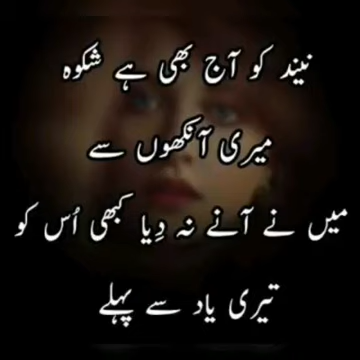 نیند کو آج بھی ہے شکوہ
میری آنکھوں سے
میں نے آنے نہ دِیا کبھی اُس کو
تیری یاد سے پہلے